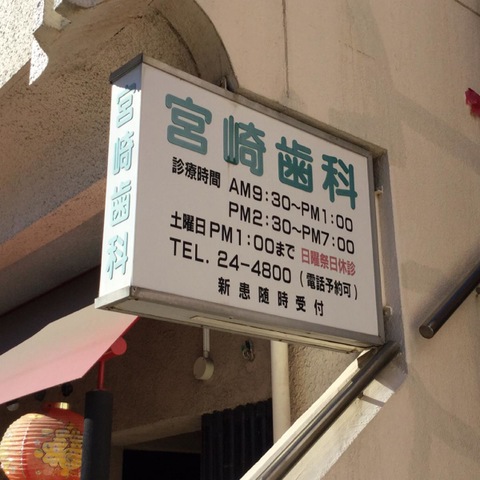 宮崎歯科
宮崎歯科
診療時間 AM9:30~PM1:00
PM2:30~PM7:00
土曜日PM1:00まで 日曜祭日休診
TEL. 24-4800 (電話予約可)
新患随時受付